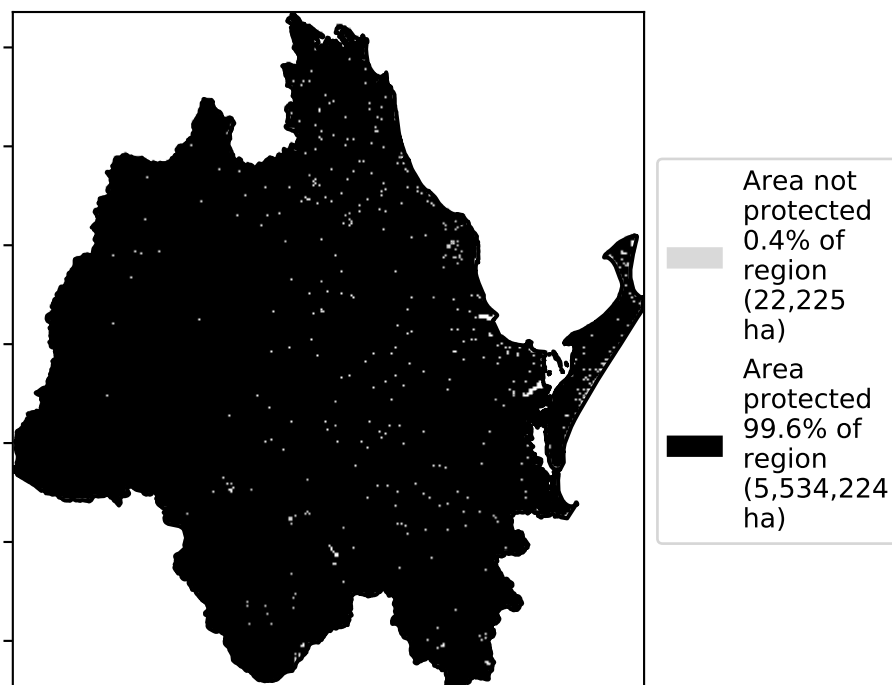 Area not
protected
0.4% of
region
(22,225
ha)
Area
protected
99.6% of
region
(5,534,224
ha)